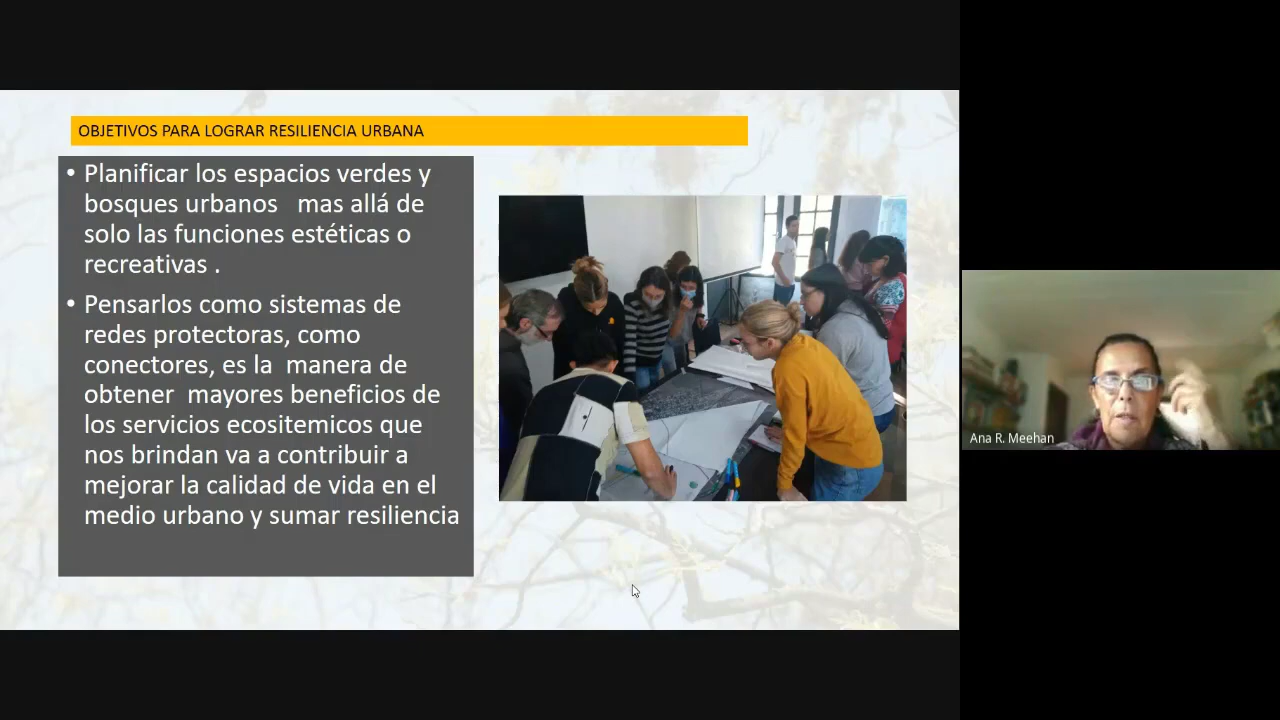 OBJETIVOS PARA LOGRAR RESILIENCIA URBANA
• Planificar los espacios verdes y
bosques urbanos mas allá de
solo las funciones estéticas o
recreativas .
• Pensarlos como sistemas de
redes protectoras, como
conectores, es la manera de
obtener mayores beneficios de
los servicios ecositemicos que
nos brindan va a contribuir a
mejorar la calidad de vida en el
medio urbano y sumar resiliencia
Ana R. Meehan